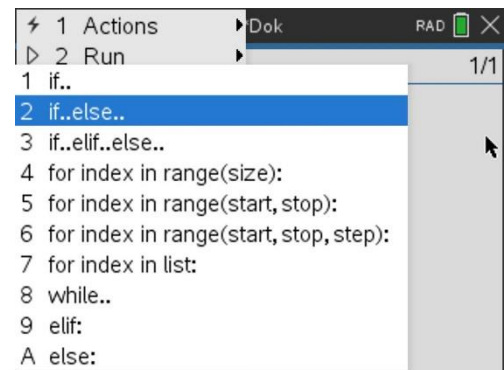 1 Actions
*Dok
RAD
2 Run
1/1
1 if..
2 if..else..
3 if..elif..else..
4 for index in range(size):
5 for index in range(start,stop):
6 for index in range(start,stop,step):
7 for index in list:
8 while..
9 elif:
A else: